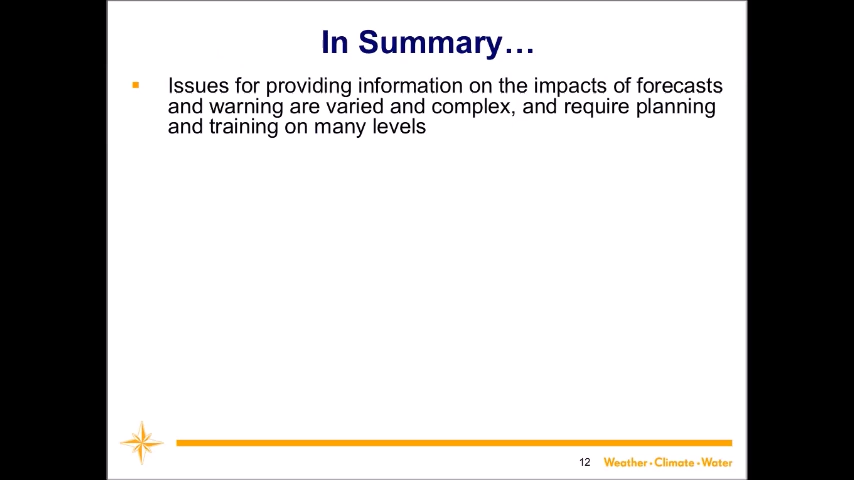 In Summary…
Issues for providing information on the impacts of forecasts
and warning are varied and complex, and require planning
and training on many levels
12 Weather • Climate • Water